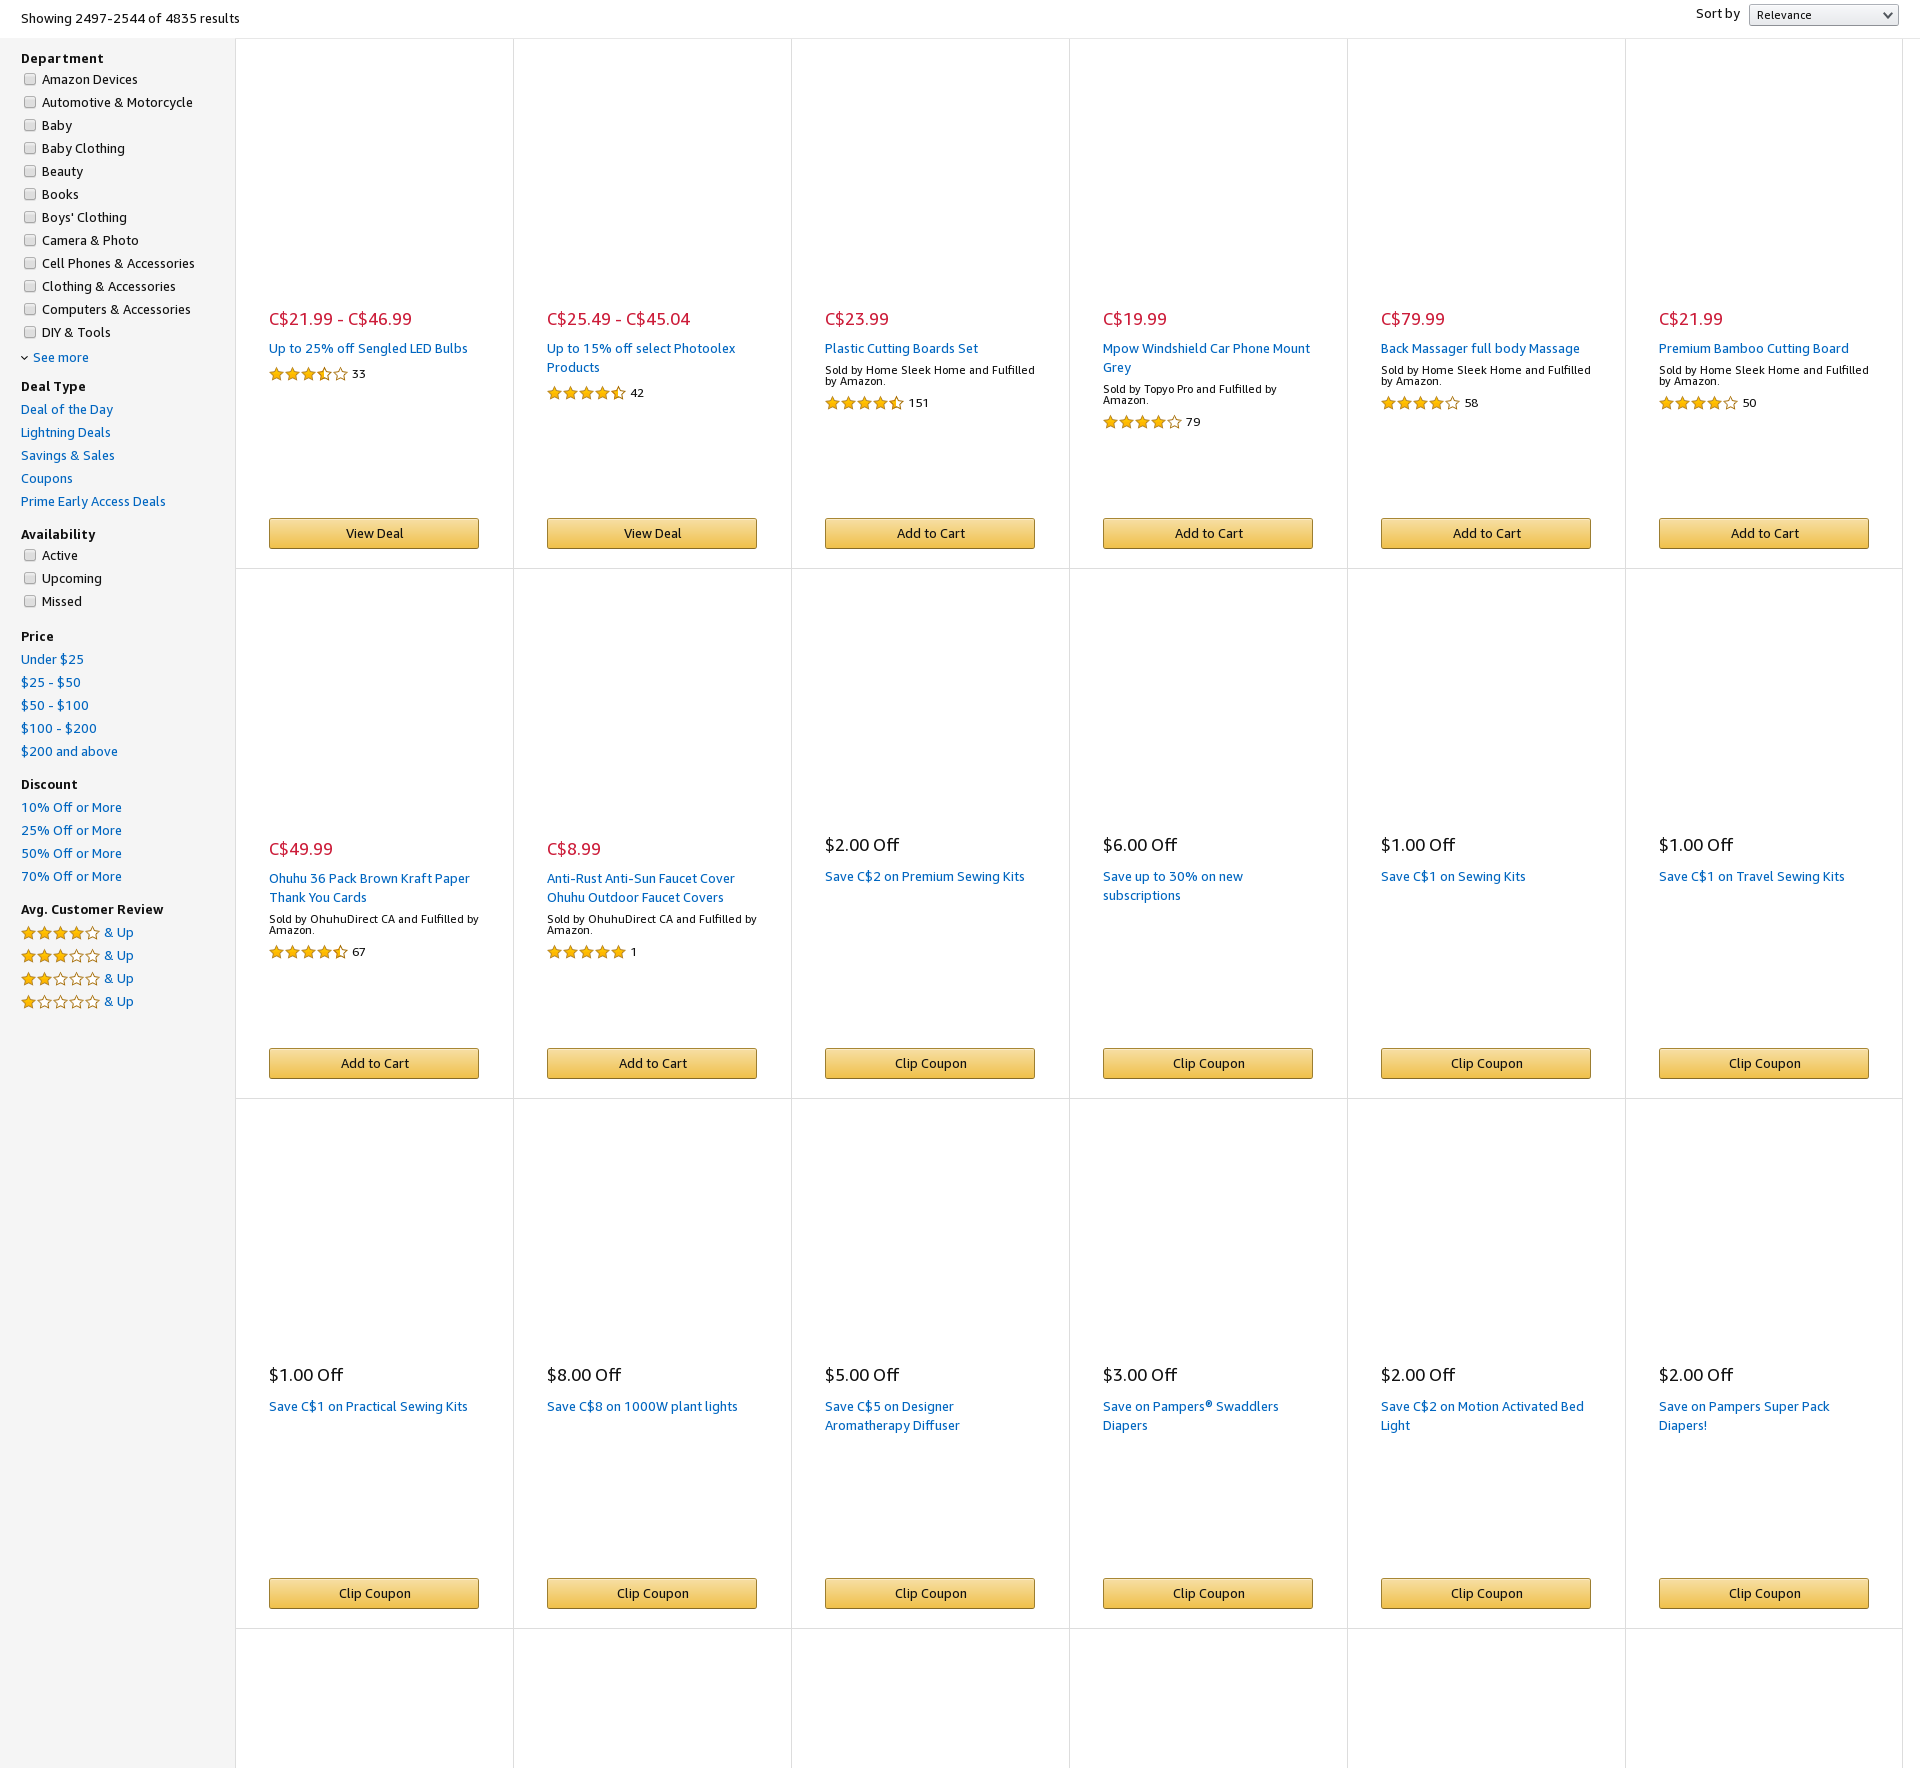 Showing 2497-2544 of 4835 results
Sort by Relevance
Department
Amazon Devices
Automotive & Motorcycle
Baby
Baby Clothing
Beauty
Books
Boys' Clothing
Camera & Photo
Cell Phones & Accessories
Clothing & Accessories
Computers & Accessories
DIY & Tools
See more
Deal Type
Deal of the Day
Lightning Deals
Savings & Sales
Coupons
Prime Early Access Deals
Availability
Active
Upcoming
Missed
Price
Under $25
$25 - $50
$50 - $100
$100 - $200
$200 and above
Discount
10% Off or More
25% Off or More
50% Off or More
70% Off or More
Avg. Customer Review
& Up
& Up
& Up
& Up
C$21.99 - C$46.99
Up to 25% off Sengled LED Bulbs
33
View Deal
C$25.49 - C$45.04
Up to 15% off select Photoolex
Products
42
View Deal
C$23.99
Plastic Cutting Boards Set
Sold by Home Sleek Home and Fulfilled
by Amazon.
151
Add to Cart
C$19.99
Mpow Windshield Car Phone Mount
Grey
Sold by Topyo Pro and Fulfilled by
Amazon.
79
Add to Cart
C$79.99
Back Massager full body Massage
Sold by Home Sleek Home and Fulfilled
by Amazon.
58
Add to Cart
C$21.99
Premium Bamboo Cutting Board
Sold by Home Sleek Home and Fulfilled
by Amazon.
50
Add to Cart
C$49.99
Ohuhu 36 Pack Brown Kraft Paper
Thank You Cards
Sold by OhuhuDirect CA and Fulfilled by
Amazon.
67
Add to Cart
C$8.99
Anti-Rust Anti-Sun Faucet Cover
Ohuhu Outdoor Faucet Covers
Sold by OhuhuDirect CA and Fulfilled by
Amazon.
1
Add to Cart
$2.00 Off
Save C$2 on Premium Sewing Kits
Clip Coupon
$6.00 Off
Save up to 30% on new
subscriptions
Clip Coupon
$1.00 Off
Save C$1 on Sewing Kits
Clip Coupon
$1.00 Off
Save C$1 on Travel Sewing Kits
Clip Coupon
$1.00 Off
Save C$1 on Practical Sewing Kits
Clip Coupon
$8.00 Off
Save C$8 on 1000W plant lights
Clip Coupon
$5.00 Off
Save C$5 on Designer
Aromatherapy Diffuser
Clip Coupon
$3.00 Off
Save on Pampers® Swaddlers
Diapers
Clip Coupon
$2.00 Off
Save C$2 on Motion Activated Bed
Light
Clip Coupon
$2.00 Off
Save on Pampers Super Pack
Diapers!
Clip Coupon